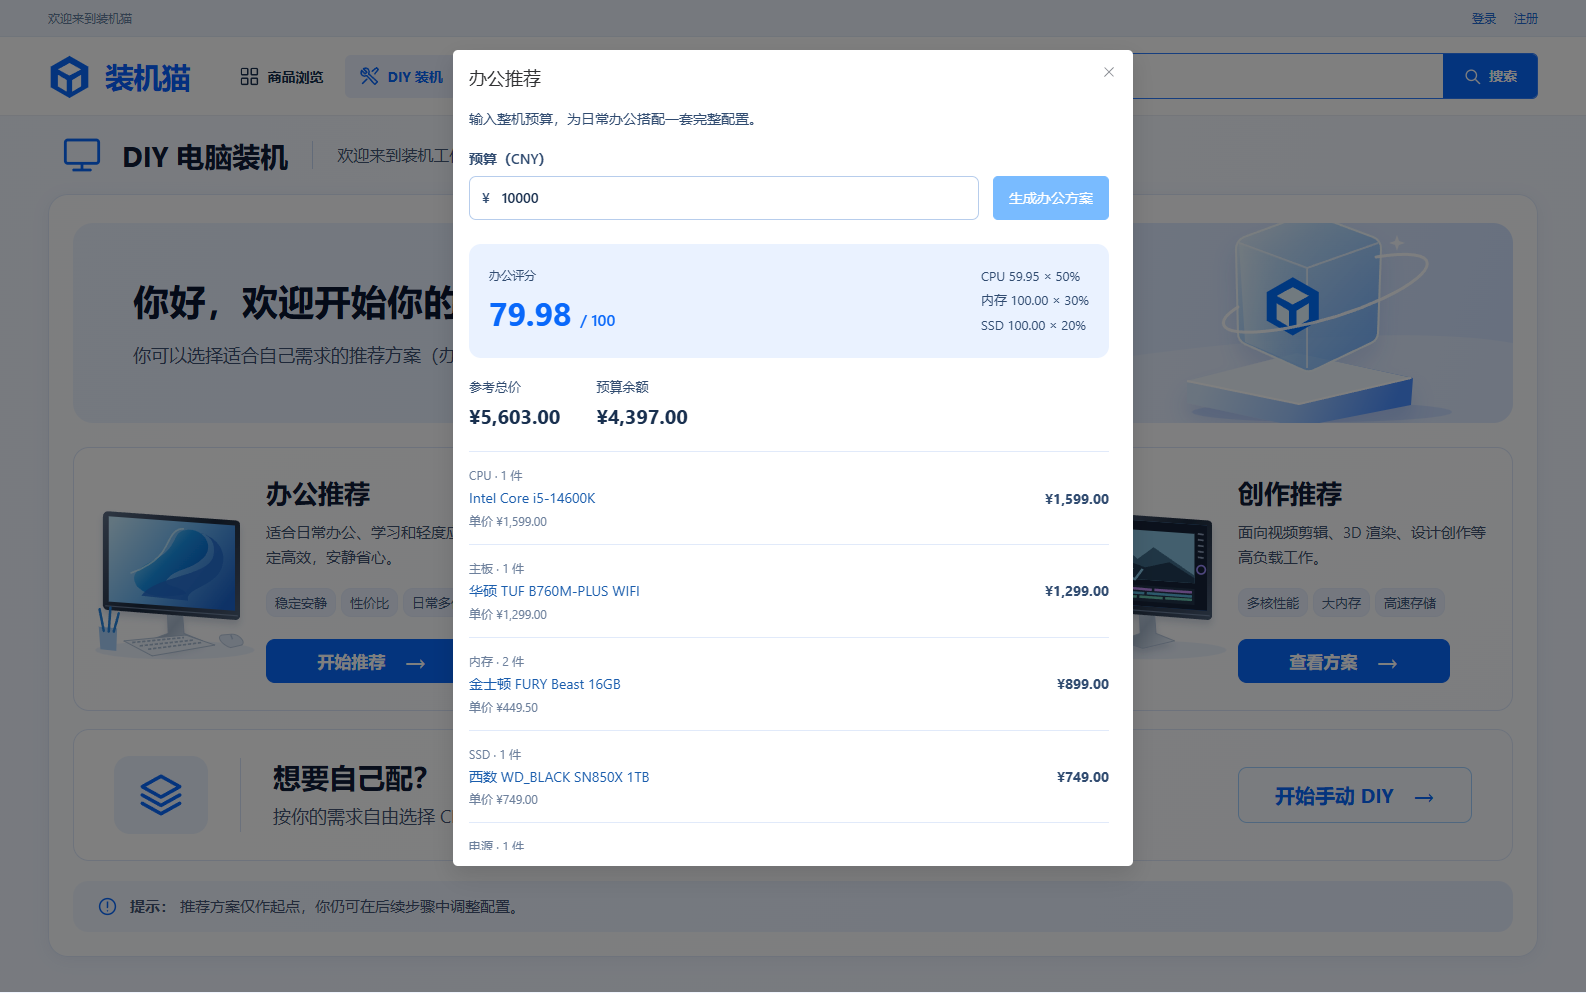 欢迎来到装机猫
登录 注册
装机猫
商品浏览
DIY 装机
搜索
DIY 电脑装机
欢迎来到装机工
你好，欢迎开始你的
你可以选择适合自己需求的推荐方案（办
办公推荐
适合日常办公、学习和轻度应
定高效，安静省心。
稳定安静 性价比 日常多
开始推荐 →
创作推荐
面向视频剪辑、3D 渲染、设计创作等
高负载工作。
多核性能 大内存 高速存储
查看方案 →
想要自己配？
按你的需求自由选择 C
开始手动 DIY →
提示： 推荐方案仅作起点，你仍可在后续步骤中调整配置。
办公推荐
输入整机预算，为日常办公搭配一套完整配置。
预算（CNY）
¥ 10000
生成办公方案
办公评分
79.98 / 100
CPU 59.95 × 50%
内存 100.00 × 30%
SSD 100.00 × 20%
参考总价 预算余额
¥5,603.00 ¥4,397.00
CPU · 1 件
Intel Core i5-14600K ¥1,599.00
单价 ¥1,599.00
主板 · 1 件
华硕 TUF B760M-PLUS WIFI ¥1,299.00
单价 ¥1,299.00
内存 · 2 件
金士顿 FURY Beast 16GB ¥899.00
单价 ¥449.50
SSD · 1 件
西数 WD_BLACK SN850X 1TB ¥749.00
单价 ¥749.00
电源 · 1 件